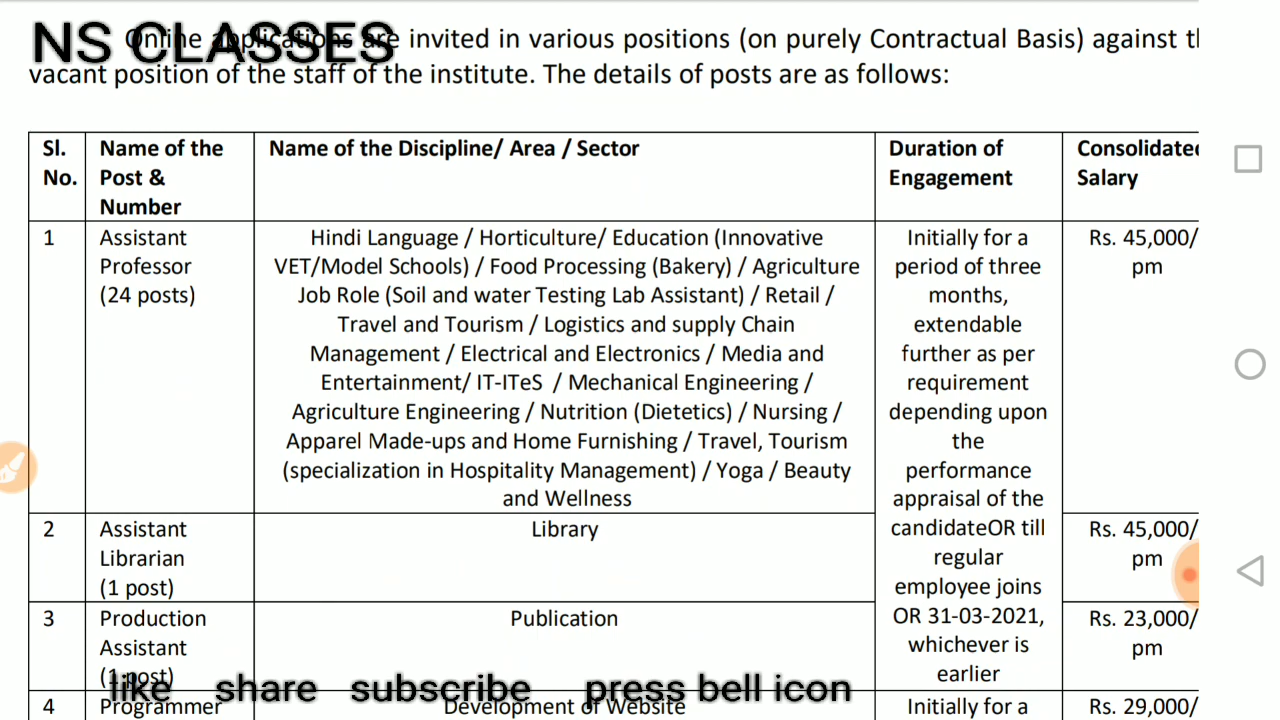 NS CLASSES
Online applications are invited in various positions (on purely Contractual Basis) against
vacant position of the staff of the institute. The details of posts are as follows:
Sl. No.
Name of the Post & Number
Name of the Discipline/ Area / Sector
Duration of Engagement
Consolidated Salary
1
Assistant
Professor
(24 posts)
Hindi Language / Horticulture/ Education (Innovative
VET/Model Schools) / Food Processing (Bakery) / Agriculture
Job Role (Soil and water Testing Lab Assistant) / Retail /
Travel and Tourism / Logistics and supply Chain
Management / Electrical and Electronics / Media and
Entertainment/ IT-ITeS / Mechanical Engineering /
Agriculture Engineering / Nutrition (Dietetics) / Nursing /
Apparel Made-ups and Home Furnishing / Travel, Tourism
(specialization in Hospitality Management) / Yoga / Beauty
and Wellness
Initially for a
period of three
months,
extendable
further as per
requirement
depending upon
the
performance
appraisal of the
candidateOR till
regular
employee joins
OR 31-03-2021,
whichever is
earlier
Rs. 45,000/
pm
2
Assistant
Librarian
(1 post)
Library
Rs. 45,000/
pm
3
Production
Assistant
(1 post)
Publication
Rs. 23,000/
pm
4
Programmer
Development of Website
Initially for a
Rs. 29,000/
like share subscribe press bell icon